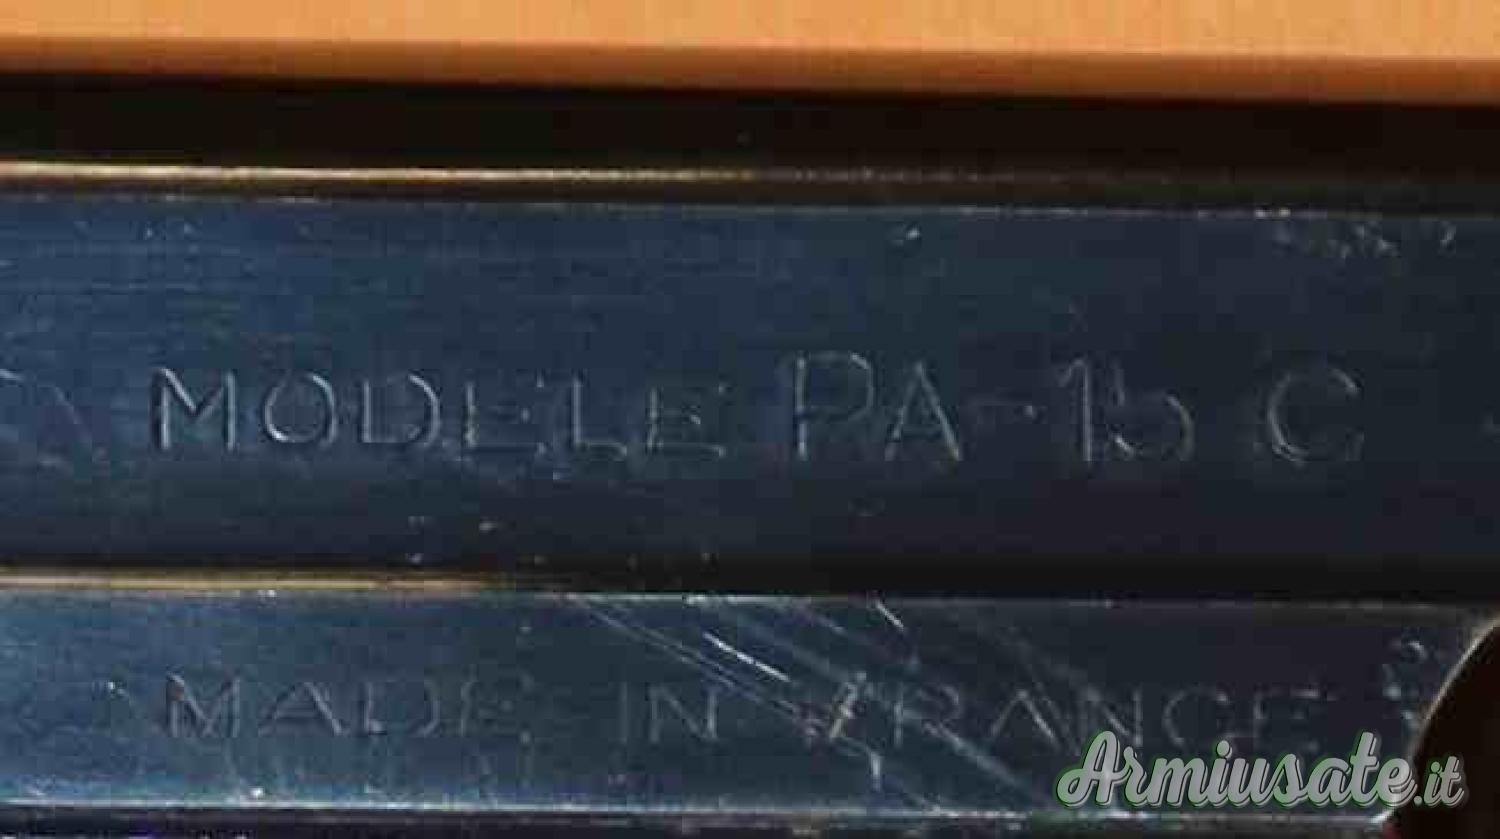 MODELE PA-15 C
MADE IN FRANCE
Armiusate.it